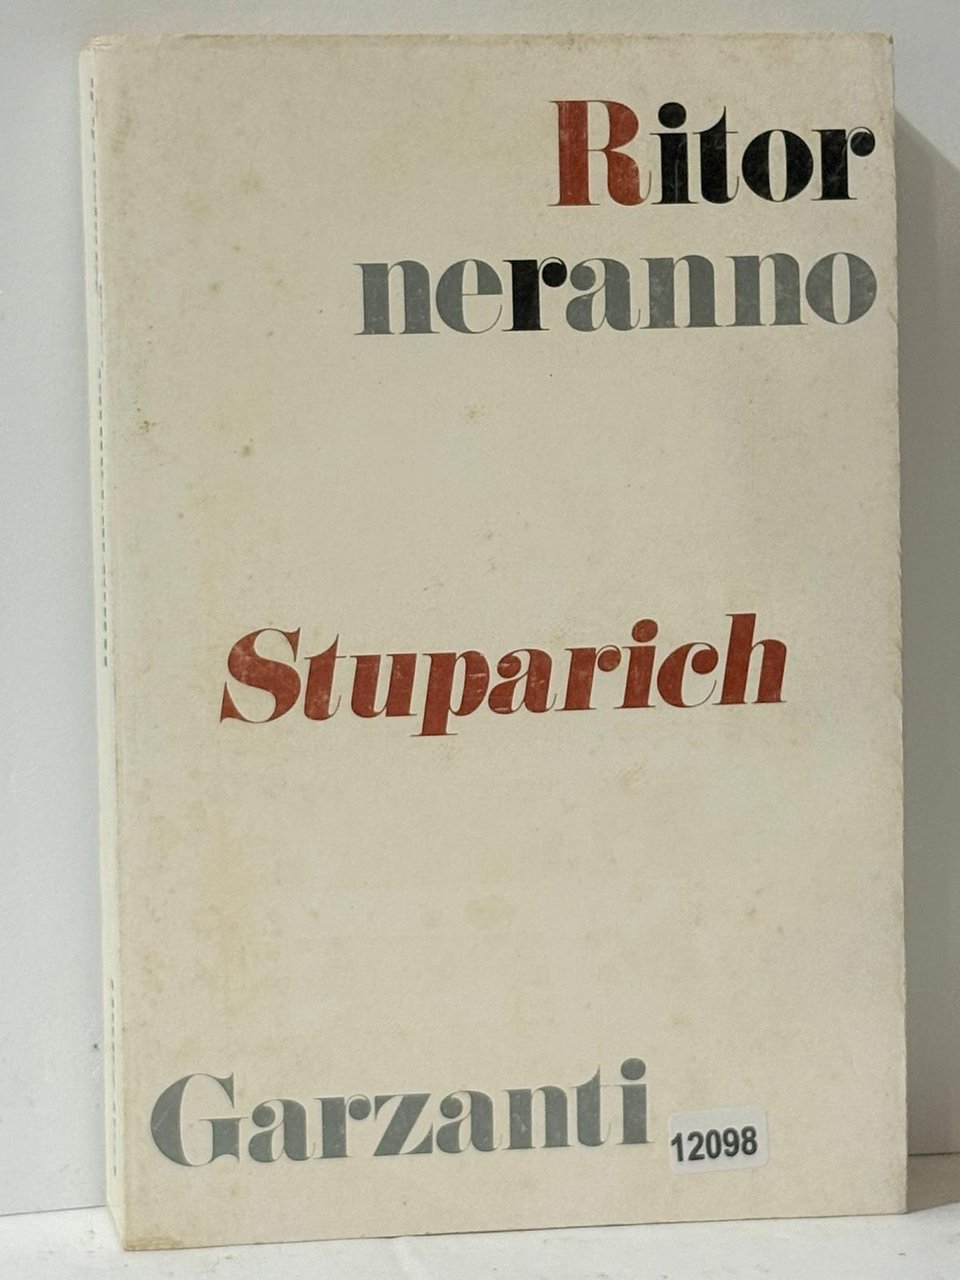 Ritor
neranno
Stuparich
Garzanti
12098